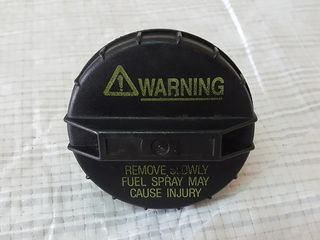 WARNING
REMOVE SLOWLY
FUEL SPRAY MAY
CAUSE INJURY